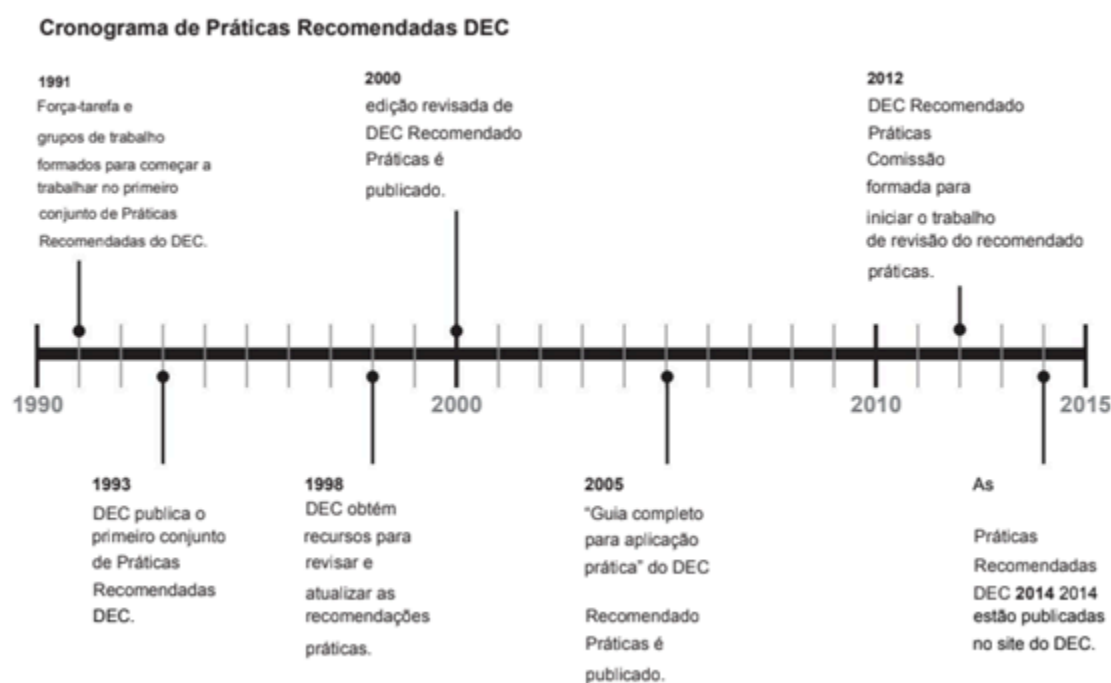 Cronograma de Práticas Recomendadas DEC
1991
Força-tarefa e
grupos de trabalho
formados para começar a
trabalhar no primeiro
conjunto de Práticas
Recomendadas do DEC.
2000
edição revisada de
DEC Recomendado
Práticas é
publicado.
2012
DEC Recomendado
Práticas
Comissão
formada para
iniciar o trabalho
de revisão do recomendado
práticas.
1990
2000
2010
2015
1993
DEC publica o
primeiro conjunto
de Práticas
Recomendadas
DEC.
1998
DEC obtém
recursos para
revisar e
atualizar as
recomendações
práticas.
2005
“Guia completo
para aplicação
prática” do DEC
Recomendado
Práticas é
publicado.
As
Práticas
Recomendadas
DEC 2014 2014
estão publicadas
no site do DEC.